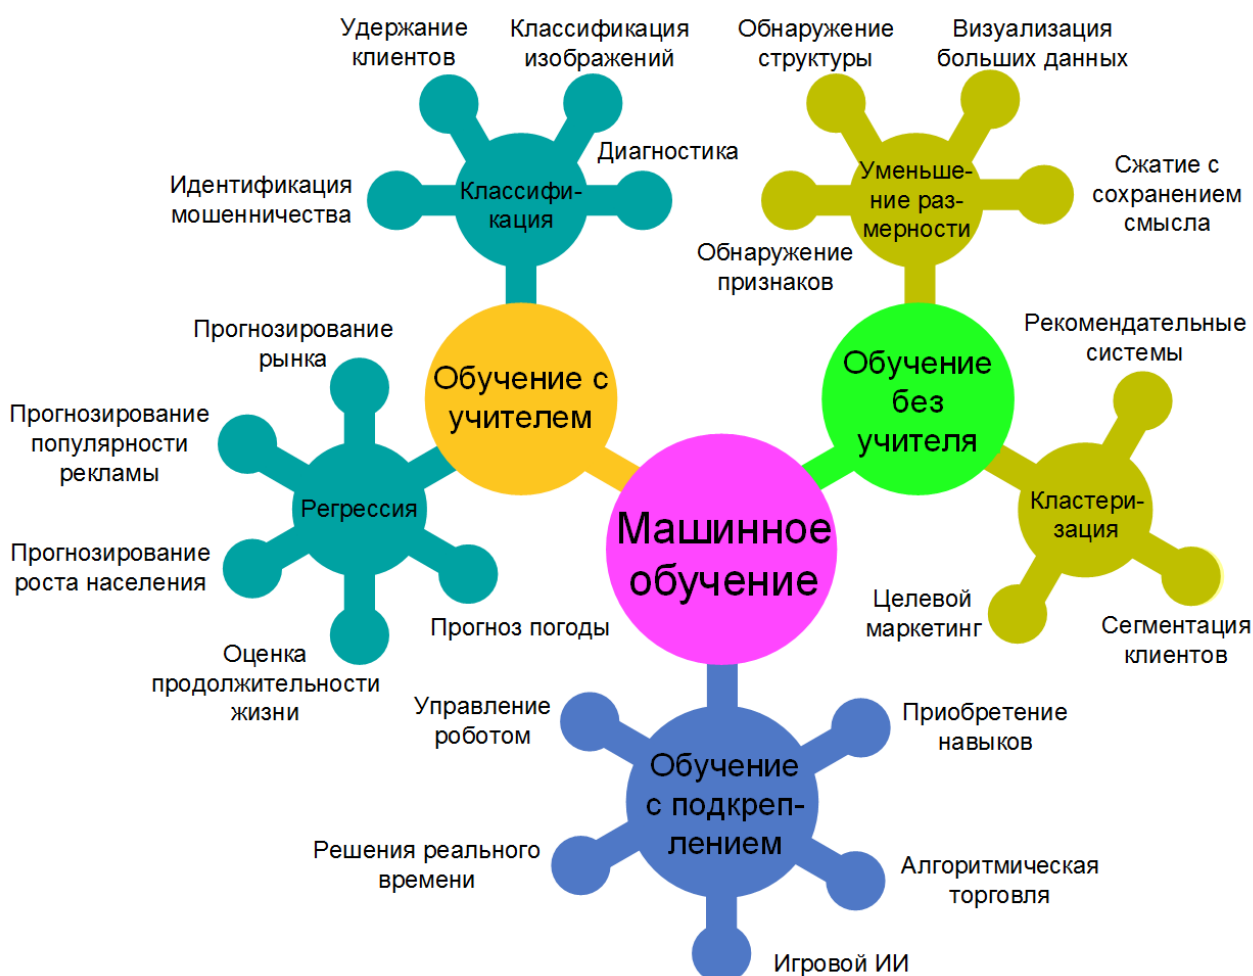 Удержание
клиентов
Классификация
изображений
Идентификация
мошенничества
Диагностика
Классифи-
кация
Обнаружение
структуры
Визуализация
больших данных
Уменьше-
ние раз-
мерности
Сжатие с
сохранением
смысла
Обнаружение
признаков
Прогнозирование
рынка
Обучение с
учителем
Обучение
без
учителя
Рекомендательные
системы
Прогнозирование
популярности
рекламы
Регрессия
Кластери-
зация
Машинное
обучение
Прогнозирование
роста населения
Прогноз погоды
Оценка
продолжительности
жизни
Целевой
маркетинг
Сегментация
клиентов
Управление
роботом
Приобретение
навыков
Обучение
с подкреп-
лением
Решения реального
времени
Алгоритмическая
торговля
Игровой ИИ